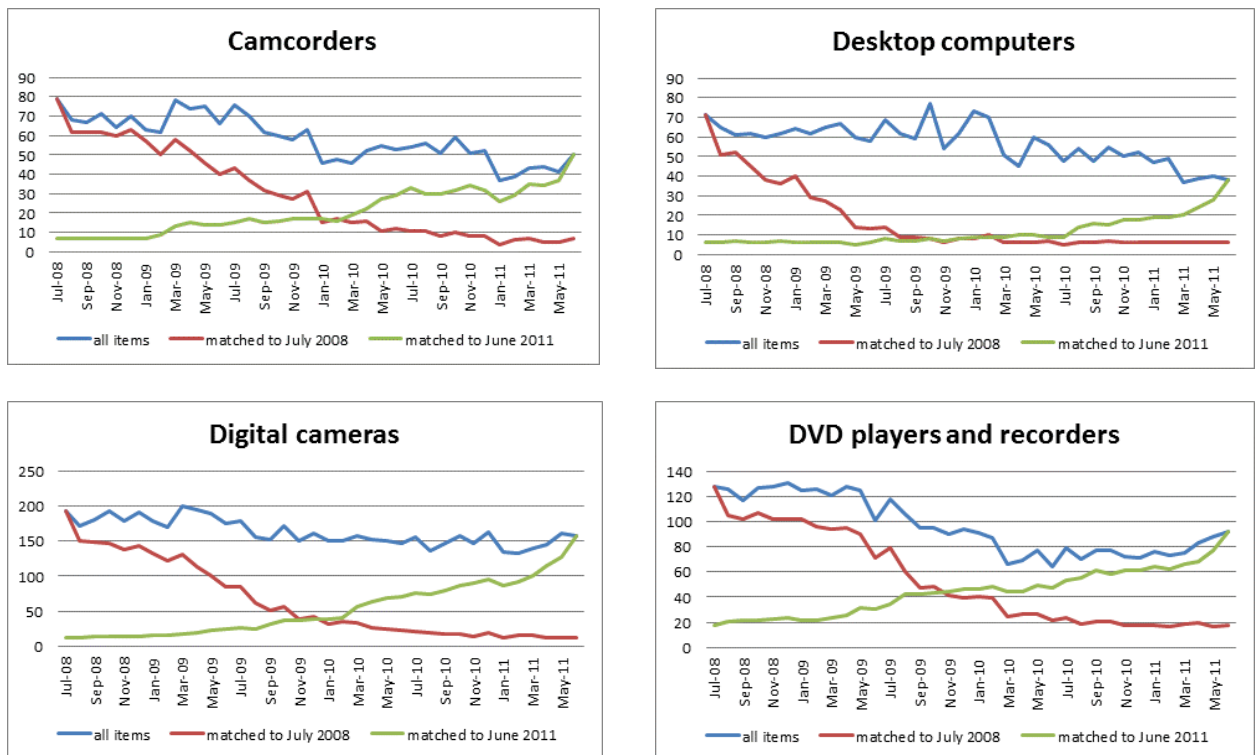 Camcorders
90
80
70
60
50
40
30
20
10
0
Jul-08
Sep-08
Nov-08
Jan-09
Mar- 09
May-09
Jul-09
Sep-09
Nov-09
Jan-10
Mar-10
May-10
Jul-10
Sep-10
Nov-10
Jan-11
Mar-11
May-11
all items matched to July 2008 matched to June 2011
Desktop computers
90
80
70
60
50
40
30
20
10
0
Jul-08
Sep-08
Nov-08
Jan-09
Mar- 09
May-09
Jul-09
Sep-09
Nov-09
Jan-10
Mar-10
May-10
Jul-10
Sep-10
Nov-10
Jan-11
Mar-11
May-11
all items matched to July 2008 matched to June 2011
Digital cameras
250
200
150
100
50
0
Jul-08
Sep-08
Nov-08
Jan-09
Mar- 09
May-09
Jul-09
Sep-09
Nov-09
Jan-10
Mar-10
May-10
Jul-10
Sep-10
Nov-10
Jan-11
Mar-11
May-11
all items matched to July 2008 matched to June 2011
DVD players and recorders
140
120
100
80
60
40
20
0
Jul-08
Sep-08
Nov-08
Jan-09
Mar- 09
May-09
Jul-09
Sep-09
Nov-09
Jan-10
Mar-10
May-10
Jul-10
Sep-10
Nov-10
Jan-11
Mar-11
May-11
all items matched to July 2008 matched to June 2011